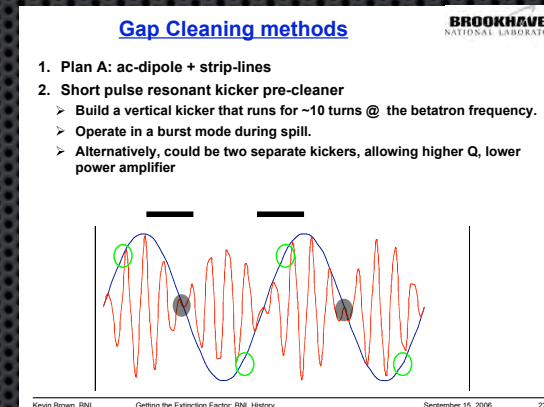 Gap Cleaning methods
BROOKHAVE
NATIONAL LABORAT
1. Plan A: ac-dipole + strip-lines
2. Short pulse resonant kicker pre-cleaner
➢ Build a vertical kicker that runs for ~10 turns @ the betatron frequency.
➢ Operate in a burst mode during spill.
➢ Alternatively, could be two separate kickers, allowing higher Q, lower
power amplifier
Kevin Brown, BNL Getting the Extinction Factor: BNL History September 15, 2006